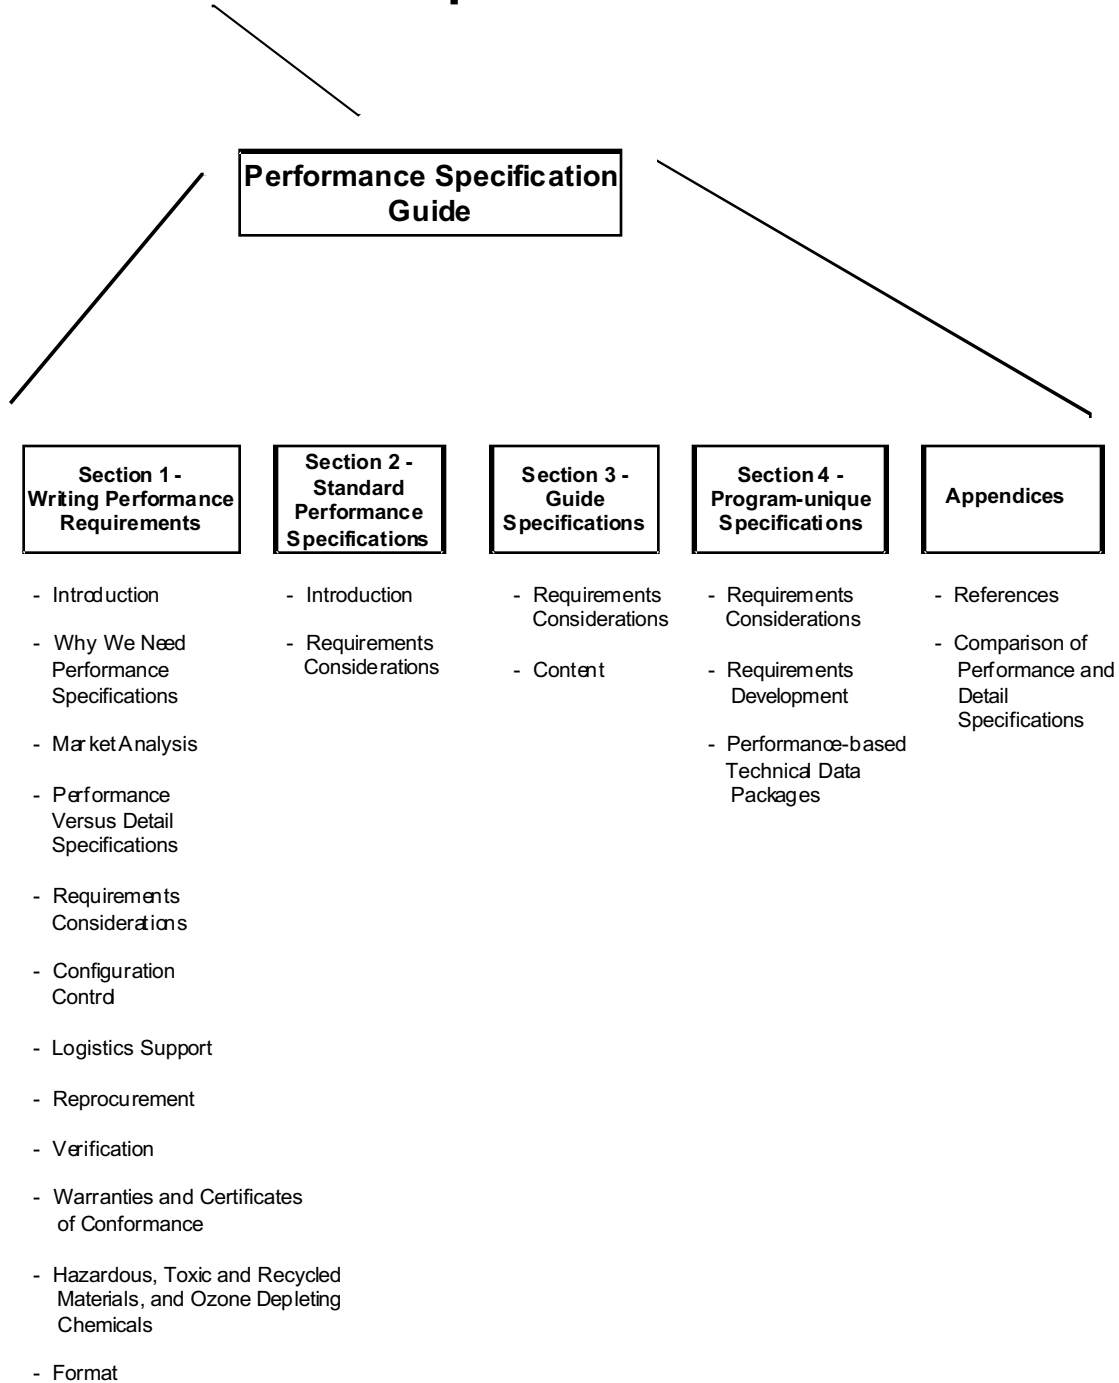 Performance Specification
Guide
Section 1 -
Writing Performance
Requirements
Section 2 -
Standard
Performance
Specifications
Section 3 -
Guide
Specifications
Section 4 -
Program-unique
Specifications
Appendices
- Introduction
- Why We Need
Performance
Specifications
- Market Analysis
- Performance
Versus Detail
Specifications
- Requirements
Considerations
- Configuration
Control
- Logistics Support
- Reprocurement
- Verification
- Warranties and Certificates
of Conformance
- Hazardous, Toxic and Recycled
Materials, and Ozone Depleting
Chemicals
- Format
- Introduction
- Requirements
Considerations
- Requirements
Considerations
- Content
- Requirements
Considerations
- Requirements
Development
- Performance-based
Technical Data
Packages
- References
- Comparison of
Performance and
Detail
Specifications